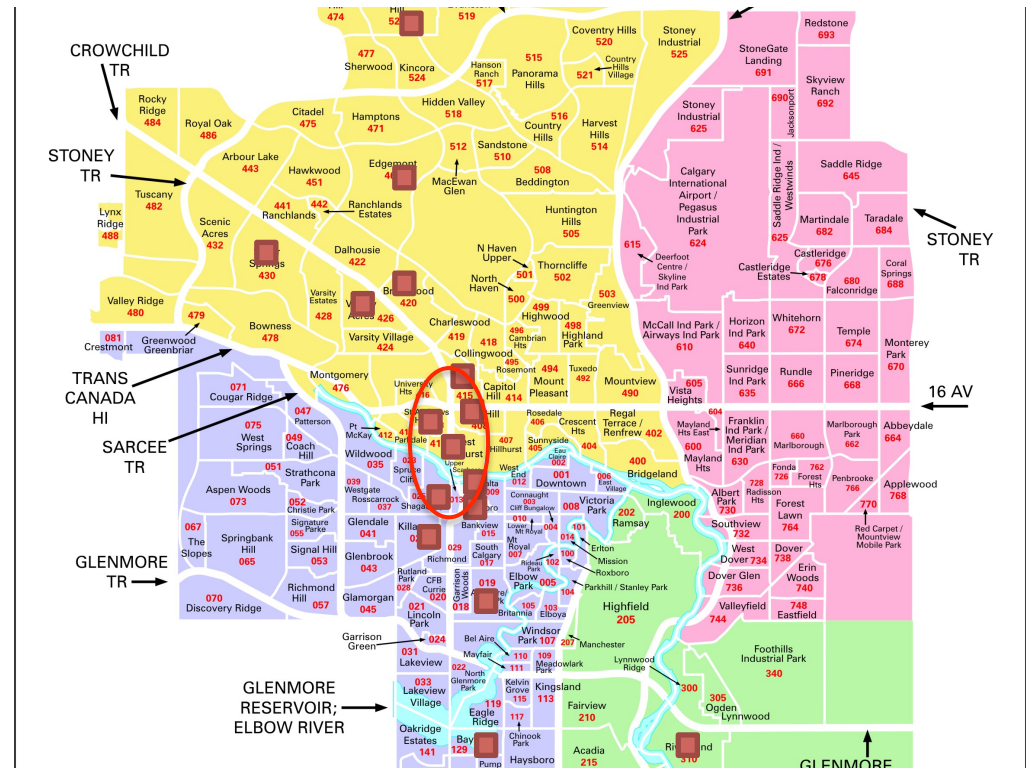 474
519
Coventry Hills
520
Stoney
Industrial
525
Redstone
693
CROWCHILD
TR
477
Sherwood
Kincora
524
Hanson
Ranch
517
515
Panorama
Hills
521
Country
Hills
Village
StoneGate
Landing
691
Skyview
Ranch
692
690
Jacksonport
Rocky
Ridge
484
Royal Oak
486
Citadel
475
Hamptons
471
Hidden Valley
518
516
Country
Hills
Harvest
Hills
514
Stoney
Industrial
625
STONEY
TR
Arbour Lake
443
Hawkwood
451
Edgemont
512
MacEwan
Glen
Sandstone
510
508
Beddington
Calgary
International
Airport /
Pegasus
Industrial
Park
624
Saddle Ridge Ind /
Westwinds
625
Saddle Ridge
645
Tuscany
482
Lynx
Ridge
488
Scenic
Acres
432
441
Ranchlands
442
Ranchlands
Estates
Dalhousie
422
Huntington
Hills
505
Martindale
682
Taradale
684
STONEY
TR
Springs
430
N Haven
Upper
501
Thorncliffe
502
North
Haven
500
615
Deerfoot
Centre /
Skyline
Ind Park
Castleridge
676
Castleridge
Estates
678
680
Falconridge
Coral
Springs
688
Valley Ridge
480
479
Greenwood
Greenbriar
Bowness
478
Varsity
Estates
428
426
420
Varsity Village
424
Charleswood
419
418
Collingwood
499
Highwood
496
Cambrian
Hts
498
Highland
Park
503
Greenview
McCall Ind Park /
Airways Ind Park
610
Horizon
Ind Park
640
Whitehorn
672
Temple
674
Monterey
Park
670
081
Crestmont
TRANS
CANADA
HI
Montgomery
476
University
Hts
415
495
Rosemont
494
Mount
Pleasant
Tuxedo
492
Mountview
490
Capitol
Hill
414
605
Vista
Heights
Sunridge
Ind Park
635
Rundle
666
Pineridge
668
16 AV
071
Cougar Ridge
047
Patterson
075
West
Springs
049
Coach
Hill
SARCEE
TR
Pt
McKay
412
Parkdale
Hill
Rosedale
406
Crescent Hts
404
Regal
Terrace /
Renfrew
402
604
Mayland
Hts East
600
Mayland
Hts
Franklin
Ind Park /
Meridian
Ind Park
630
660
Marlborough
Marlborough
Park
662
Abbeydale
664
407
Hillhurst
Sunnyside
405
Eau
Claire
002
400
Bridgeland
Wildwood
035
Spruce
Upper
West
End
012
001
Downtown
006
East
Village
728
Radisson
Hts
Fonda
726
762
Forest
Hts
Penbrooke
766
Applewood
768
051
Strathcona
Park
039
Westgate
Rosscarrock
037
013
009
Connaught
003
Cliff Bungalow
Victoria
Park
008
Inglewood
200
Albert
Park
730
Forest
Lawn
764
770
Red Carpet /
Mountview
Mobile Park
Aspen Woods
073
052
Christie Park
Signature
Parke
055
Glendale
041
Bankview
015
010
Lower
Mt Royal
004
101
202
Ramsay
Southview
732
067
The
Slopes
Springbank
Hill
065
Signal Hill
053
Glenbrook
043
029
Richmond
South
Calgary
017
Mt
Royal
007
014
Erlton
Mission
100
Rideau
Park
102
Roxboro
West
Dover
734
Dover
738
Erin
Woods
740
GLENMORE
TR
Richmond
Hill
057
070
Discovery Ridge
Glamorgan
045
Rutland
Park
028
CFB
Currie
020
Garrison
Woods
018
019
Elbow
Park
005
104
Parkhill / Stanley Park
Dover Glen
736
Valleyfield
744
748
Eastfield
021
Lincoln
Park
Britannia
105
103
Elboya
Highfield
205
Garrison
Green
024
031
Lakeview
Bel Aire
Mayfair
Windsor
Park
107
207
Manchester
110
111
109
Meadowlark
Park
Lynnwood
Ridge
300
Foothills
Industrial Park
340
305
Ogden
Lynnwood
GLENMORE
RESERVOIR;
ELBOW RIVER
033
Lakeview
Village
022
North
Glenmore
Park
119
Eagle
Ridge
Kelvin
Grove
115
Kingsland
113
Fairview
210
117
Chinook
Park
Oakridge
Estates
141
Bay
129
Pump
Haysboro
Acadia
215
310
GLENMORE